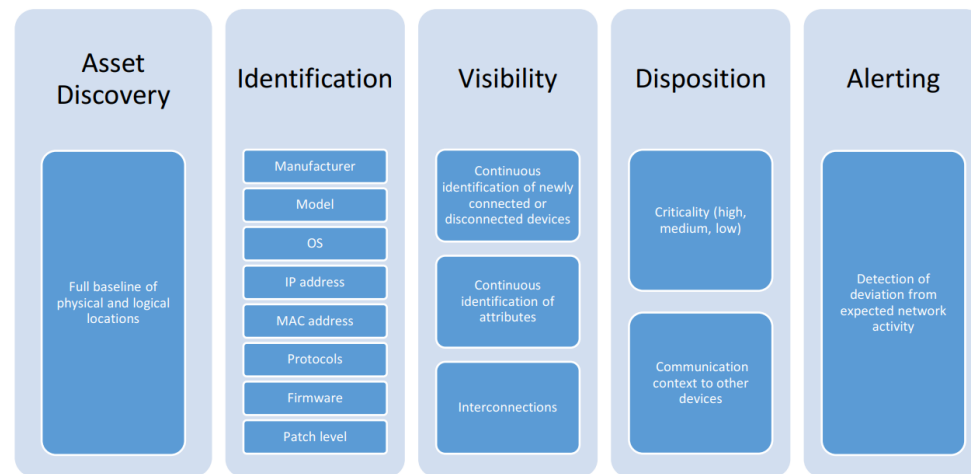 Asset
Discovery
Full baseline of
physical and logical
locations
Identification
Manufacturer
Model
OS
IP address
MAC address
Protocols
Firmware
Patch level
Visibility
Continuous
identification of newly
connected or
disconnected devices
Continuous
identification of
attributes
Interconnections
Disposition
Criticality (high,
medium, low)
Communication
context to other
devices
Alerting
Detection of
deviation from
expected network
activity